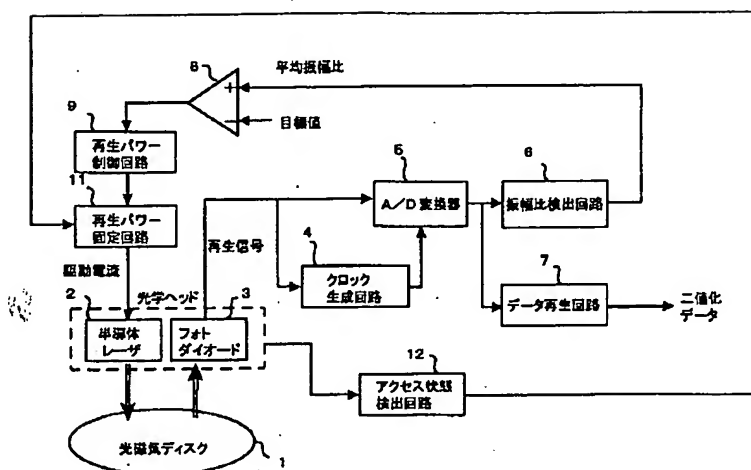 8
平均振幅比
+
−
目標値
9
再生パワー
制御回路
11
再生パワー
固定回路
駆動電流
光学ヘッド
2
半導体
レーザ
3
フォト
ダイオード
再生信号
4
クロック
生成回路
5
A/D変換器
6
振幅比検出回路
7
データ再生回路
二値化
データ
12
アクセス状態
検出回路
光磁気ディスク
1